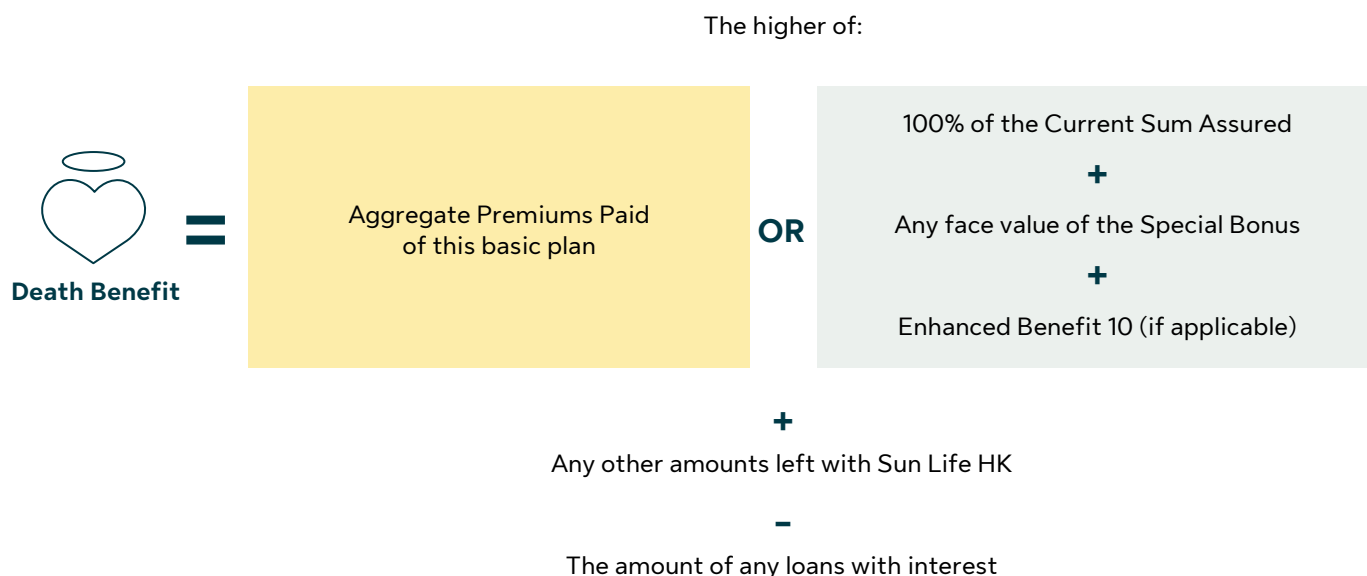 The higher of:
Death Benefit
=
Aggregate Premiums Paid
of this basic plan
OR
100% of the Current Sum Assured
+
Any face value of the Special Bonus
+
Enhanced Benefit 10 (if applicable)
+
Any other amounts left with Sun Life HK
-
The amount of any loans with interest